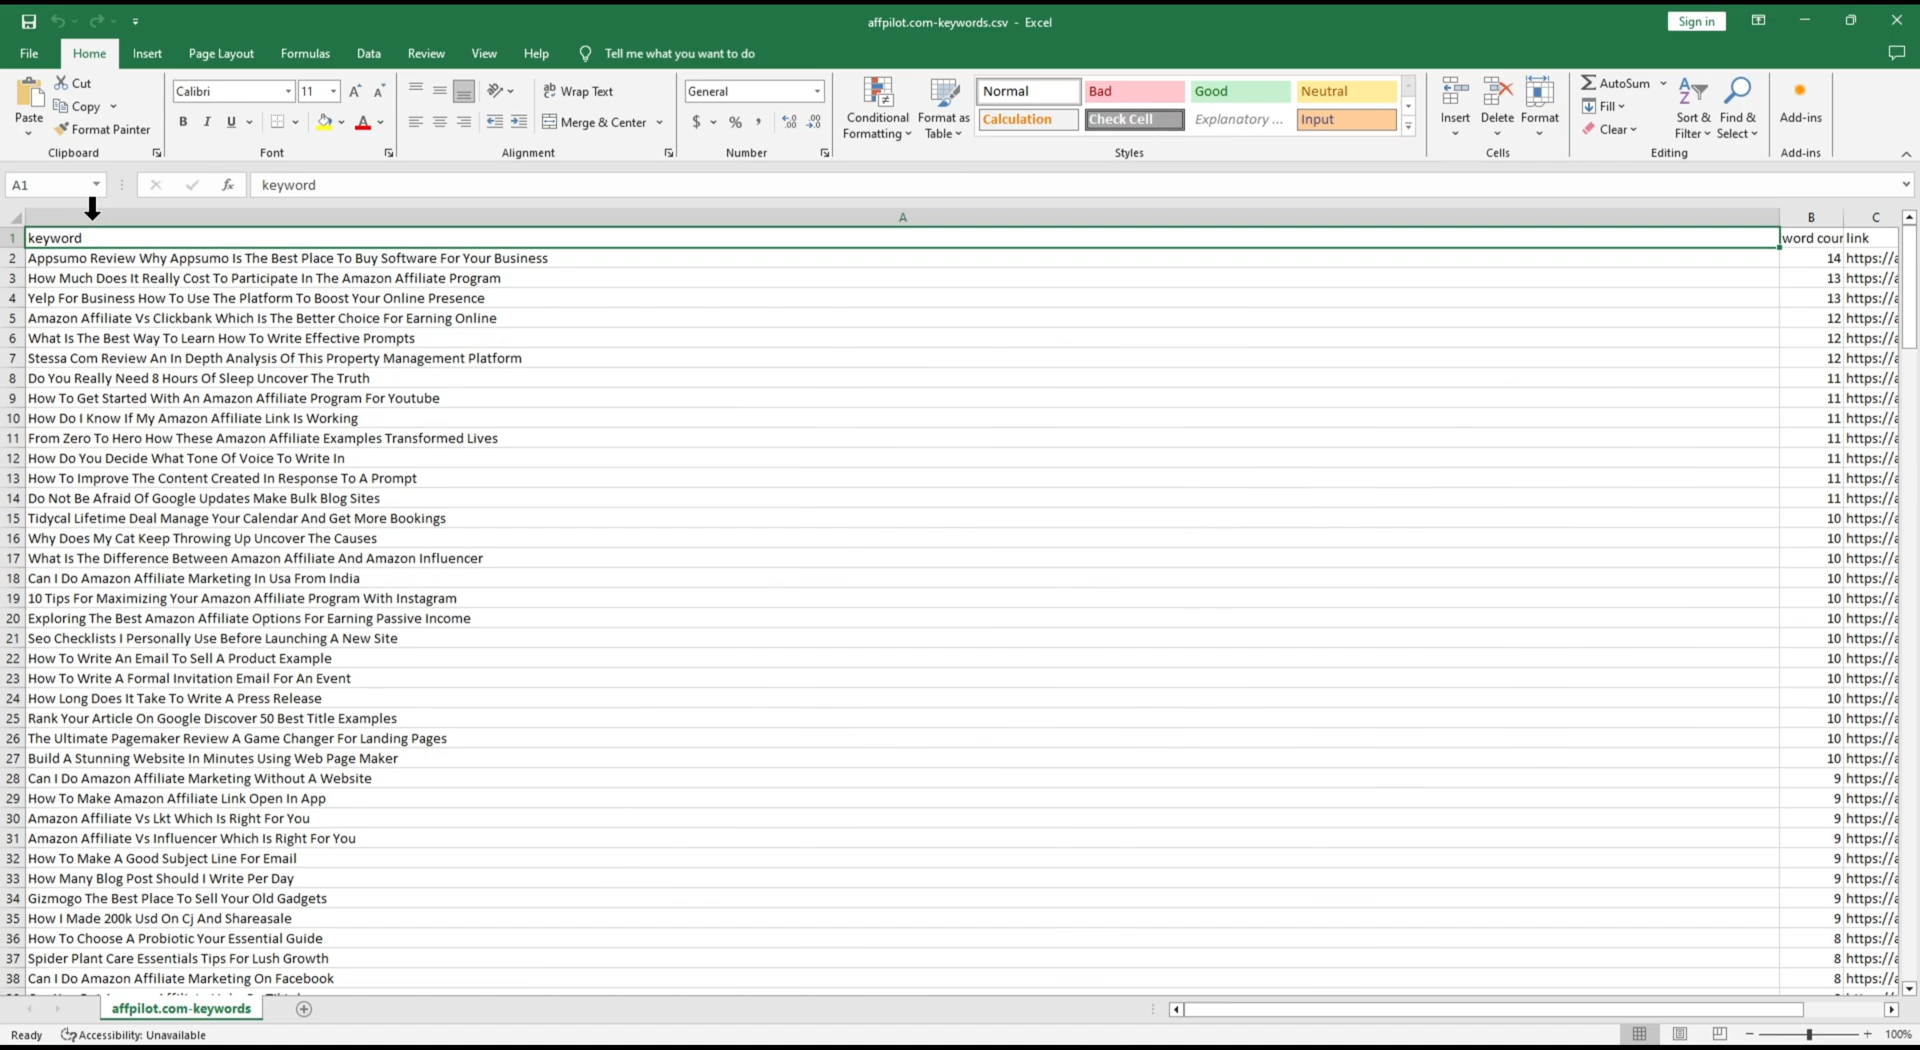 affpilot.com-keywords.csv - Excel
Sign in
File Home Insert Page Layout Formulas Data Review View Help Tell me what you want to do
Paste
Cut
Copy
Format Painter
Clipboard
Calibri 11
B I U
Font
Wrap Text
Merge & Center
Alignment
General
$ % ,
Number
Conditional Formatting
Format as Table
Normal Bad Good Neutral
Calculation Check Cell Explanatory ... Input
Styles
Insert Delete Format
Cells
AutoSum
Fill
Clear
Sort & Filter
Find & Select
Editing
Add-ins
Add-ins
A1 fx keyword
A B C
1 keyword word cour link
2 Appsumo Review Why Appsumo Is The Best Place To Buy Software For Your Business 14 https://a
3 How Much Does It Really Cost To Participate In The Amazon Affiliate Program 13 https://a
4 Yelp For Business How To Use The Platform To Boost Your Online Presence 13 https://a
5 Amazon Affiliate Vs Clickbank Which Is The Better Choice For Earning Online 12 https://a
6 What Is The Best Way To Learn How To Write Effective Prompts 12 https://a
7 Stessa Com Review An In Depth Analysis Of This Property Management Platform 12 https://a
8 Do You Really Need 8 Hours Of Sleep Uncover The Truth 11 https://a
9 How To Get Started With An Amazon Affiliate Program For Youtube 11 https://a
10 How Do I Know If My Amazon Affiliate Link Is Working 11 https://a
11 From Zero To Hero How These Amazon Affiliate Examples Transformed Lives 11 https://a
12 How Do You Decide What Tone Of Voice To Write In 11 https://a
13 How To Improve The Content Created In Response To A Prompt 11 https://a
14 Do Not Be Afraid Of Google Updates Make Bulk Blog Sites 11 https://a
15 Tidycal Lifetime Deal Manage Your Calendar And Get More Bookings 10 https://a
16 Why Does My Cat Keep Throwing Up Uncover The Causes 10 https://a
17 What Is The Difference Between Amazon Affiliate And Amazon Influencer 10 https://a
18 Can I Do Amazon Affiliate Marketing In Usa From India 10 https://a
19 10 Tips For Maximizing Your Amazon Affiliate Program With Instagram 10 https://a
20 Exploring The Best Amazon Affiliate Options For Earning Passive Income 10 https://a
21 Seo Checklists I Personally Use Before Launching A New Site 10 https://a
22 How To Write An Email To Sell A Product Example 10 https://a
23 How To Write A Formal Invitation Email For An Event 10 https://a
24 How Long Does It Take To Write A Press Release 10 https://a
25 Rank Your Article On Google Discover 50 Best Title Examples 10 https://a
26 The Ultimate Pagemaker Review A Game Changer For Landing Pages 10 https://a
27 Build A Stunning Website In Minutes Using Web Page Maker 10 https://a
28 Can I Do Amazon Affiliate Marketing Without A Website 9 https://a
29 How To Make Amazon Affiliate Link Open In App 9 https://a
30 Amazon Affiliate Vs Lkt Which Is Right For You 9 https://a
31 Amazon Affiliate Vs Influencer Which Is Right For You 9 https://a
32 How To Make A Good Subject Line For Email 9 https://a
33 How Many Blog Post Should I Write Per Day 9 https://a
34 Gizmogo The Best Place To Sell Your Old Gadgets 9 https://a
35 How I Made 200k Usd On Cj And Shareasale 9 https://a
36 How To Choose A Probiotic Your Essential Guide 8 https://a
37 Spider Plant Care Essentials Tips For Lush Growth 8 https://a
38 Can I Do Amazon Affiliate Marketing On Facebook 8 https://a
affpilot.com-keywords
Ready Accessibility: Unavailable
100%